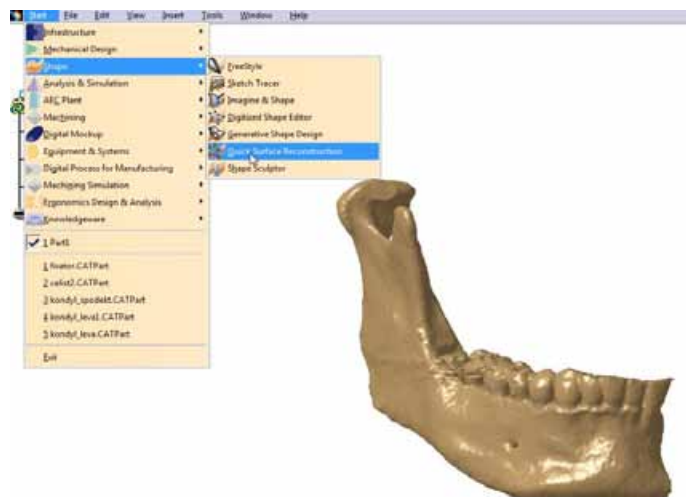 Start File Edit View Insert Tools Window Help
Infrastructure
Mechanical Design
Shape
Analysis & Simulation
AEC Plant
Machining
Digital Mockup
Equipment & Systems
Digital Process for Manufacturing
Machining Simulation
Ergonomics Design & Analysis
Knowledgeware
1 Part1
1 fixator.CATPart
2 celist2.CATPart
3 kondyl_spodekt.CATPart
4 kondyl_leva1.CATPart
5 kondyl_leva.CATPart
Exit
FreeStyle
Sketch Tracer
Imagine & Shape
Digitized Shape Editor
Generative Shape Design
Quick Surface Reconstruction
Shape Sculptor